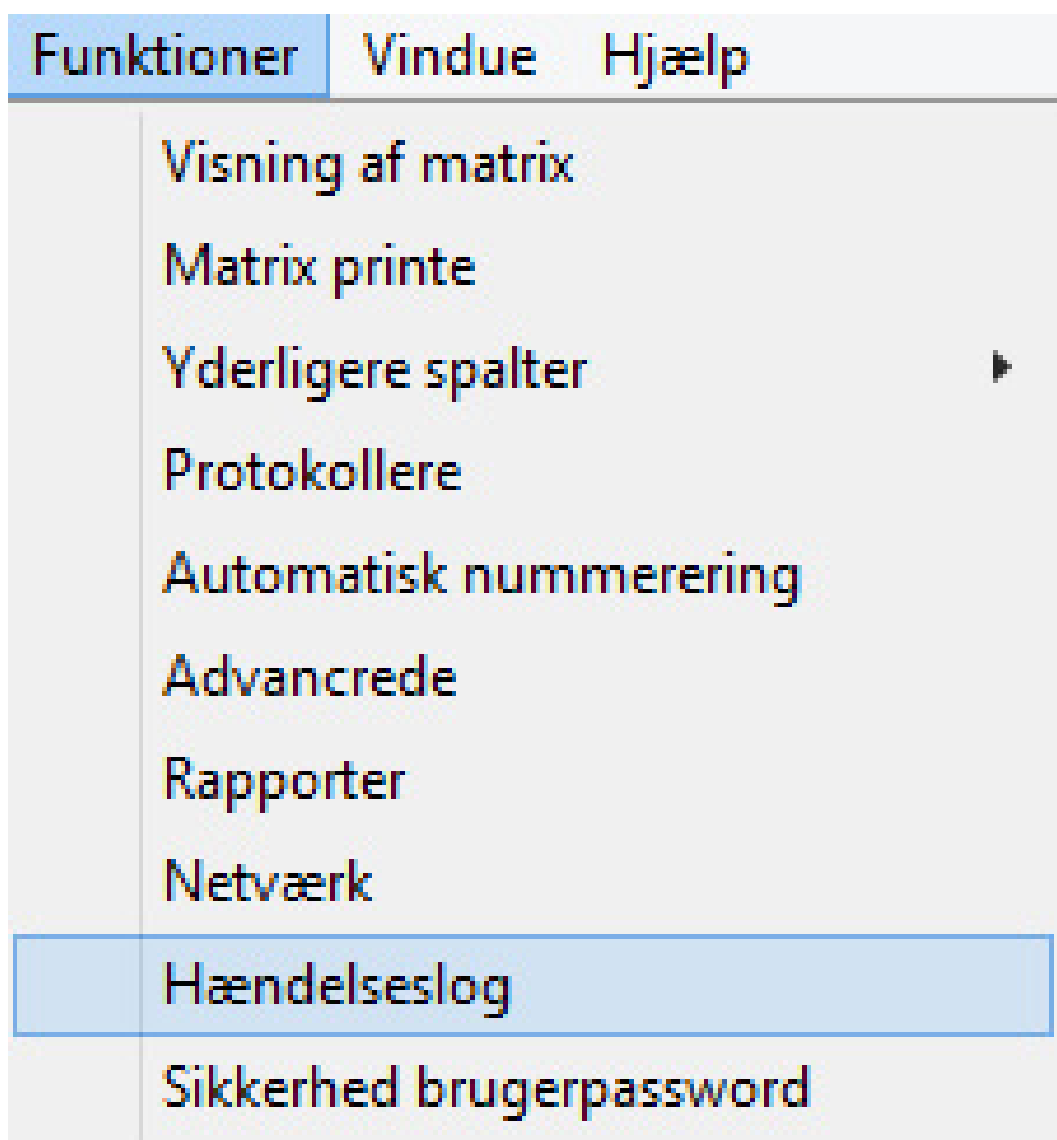 Funktioner Vindue Hjælp
Visning af matrix
Matrix printe
Yderligere spalter
Protokollere
Automatisk nummerering
Advancrede
Rapporter
Netværk
Hændelseslog
Sikkerhed brugerpassword